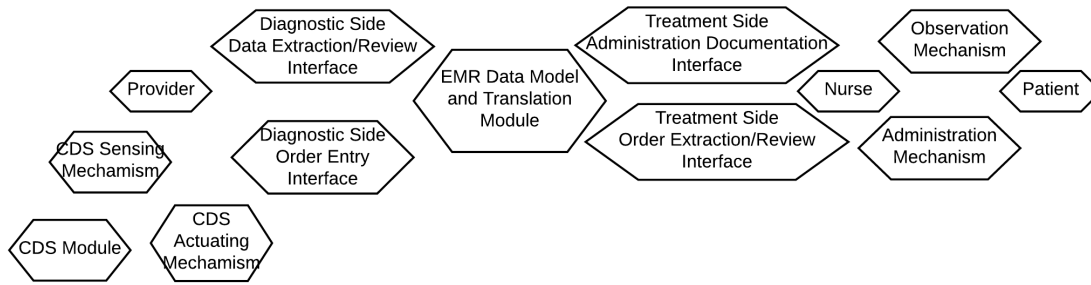 Diagnostic Side
Data Extraction/Review
Interface
Treatment Side
Administration Documentation
Interface
Observation
Mechanism
Provider
EMR Data Model
and Translation
Module
Nurse
Patient
CDS Sensing
Mechamism
Diagnostic Side
Order Entry
Interface
Treatment Side
Order Extraction/Review
Interface
Administration
Mechanism
CDS Module
CDS
Actuating
Mechamism